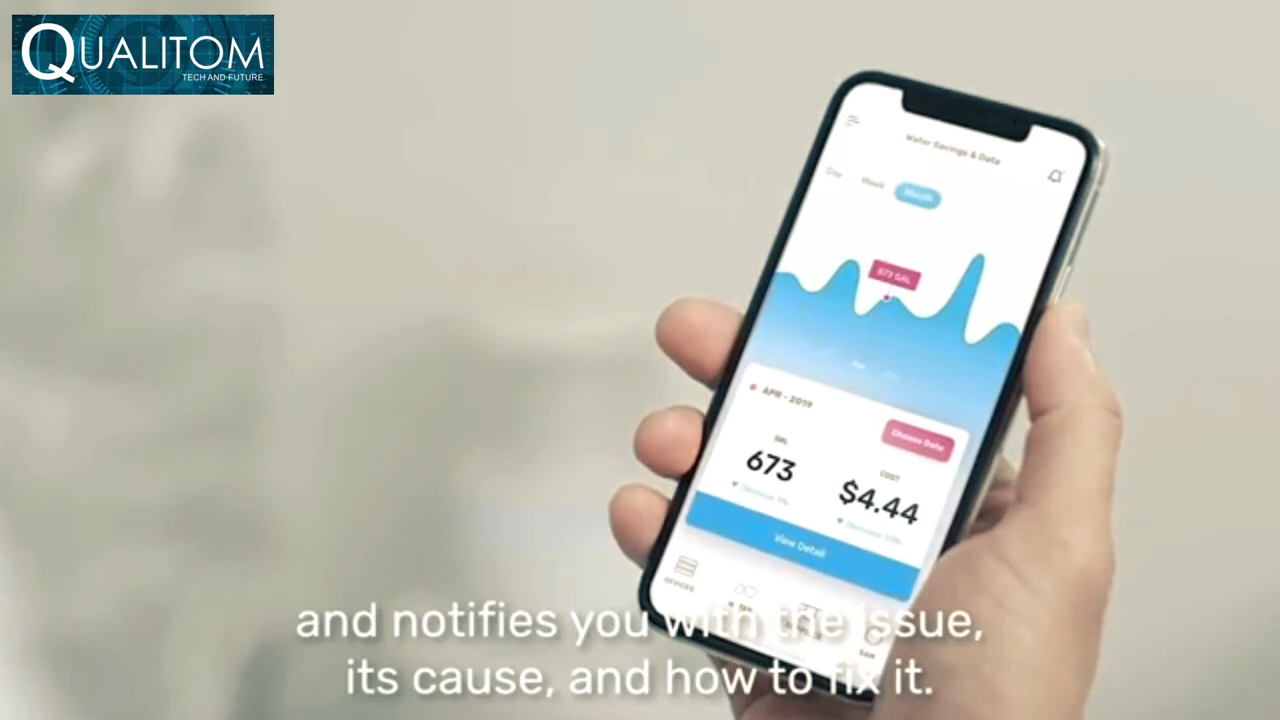 QUALITOM
TECH AND FUTURE
Water Savings & Data
Day Week Month
673 GAL
APR - 2019
Choose Date
GAL
673
COST
$4.44
View Detail
DEVICES
and notifies you with the issue,
its cause, and how to fix it.